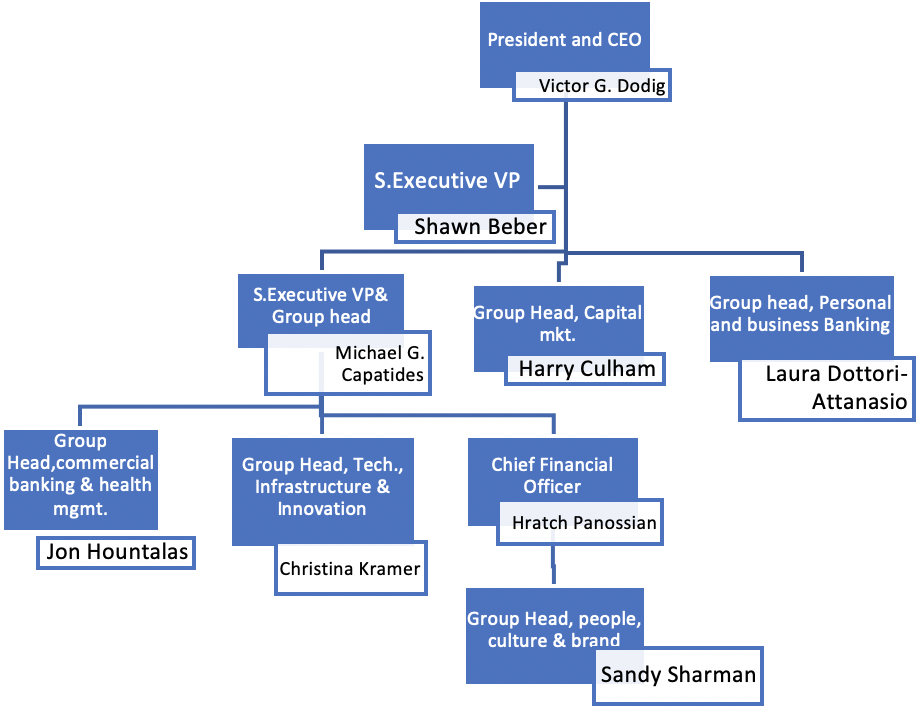 President and CEO
Victor G. Dodig
S.Executive VP
Shawn Beber
S.Executive VP&
Group head
Michael G.
Capatides
Group Head, Capital
mkt.
Harry Culham
Group head, Personal
and business Banking
Laura Dottori-
Attanasio
Group
Head,commercial
banking & health
mgmt.
Jon Hountalas
Group Head, Tech.,
Infrastructure &
Innovation
Christina Kramer
Chief Financial
Officer
Hratch Panossian
Group Head, people,
culture & brand
Sandy Sharman